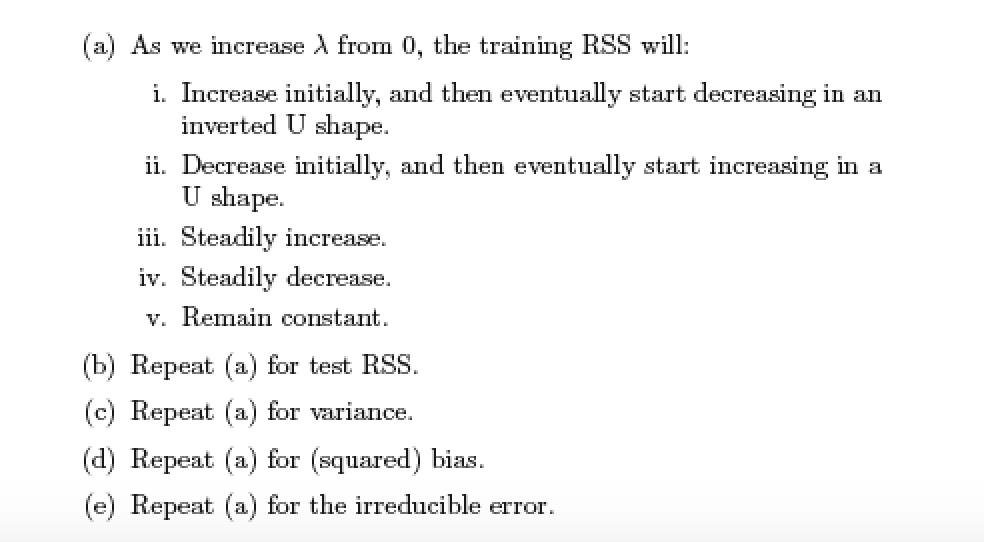 (a) As we increase λ from 0, the training RSS will:
i. Increase initially, and then eventually start decreasing in an
inverted U shape.
ii. Decrease initially, and then eventually start increasing in a
U shape.
iii. Steadily increase.
iv. Steadily decrease.
v. Remain constant.
(b) Repeat (a) for test RSS.
(c) Repeat (a) for variance.
(d) Repeat (a) for (squared) bias.
(e) Repeat (a) for the irreducible error.